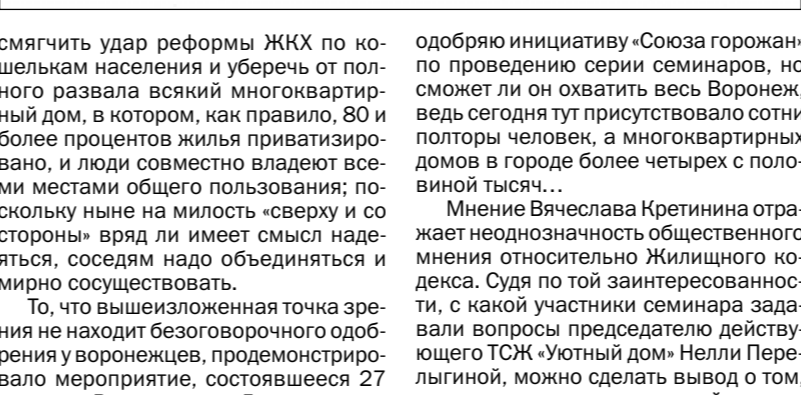 смягчить удар реформы ЖКХ по ко-
шелькам населения и уберечь от пол-
ного развала всякий многоквартир-
ный дом, в котором, как правило, 80 и
более процентов жилья приватизиро-
вано, и люди совместно владеют все-
ми местами общего пользования; по-
скольку ныне на милость «сверху и со
стороны» вряд ли имеет смысл наде-
яться, соседям надо объединяться и
мирно сосуществовать.
То, что вышеизложенная точка зре-
ния не находит безоговорочного одоб-
рения у воронежцев, продемонстриро-
вало мероприятие, состоявшееся 27
одобряю инициативу «Союза горожан»
по проведению серии семинаров, но
сможет ли он охватить весь Воронеж,
ведь сегодня тут присутствовало сотни
полторы человек, а многоквартирных
домов в городе более четырех с поло-
виной тысяч...
Мнение Вячеслава Кретинина отра-
жает неоднозначность общественного
мнения относительно Жилищного ко-
декса. Судя по той заинтересованнос-
ти, с какой участники семинара зада-
вали вопросы председателю действу-
ющего ТСЖ «Уютный дом» Нелли Пере-
лыгиной, можно сделать вывод о том,